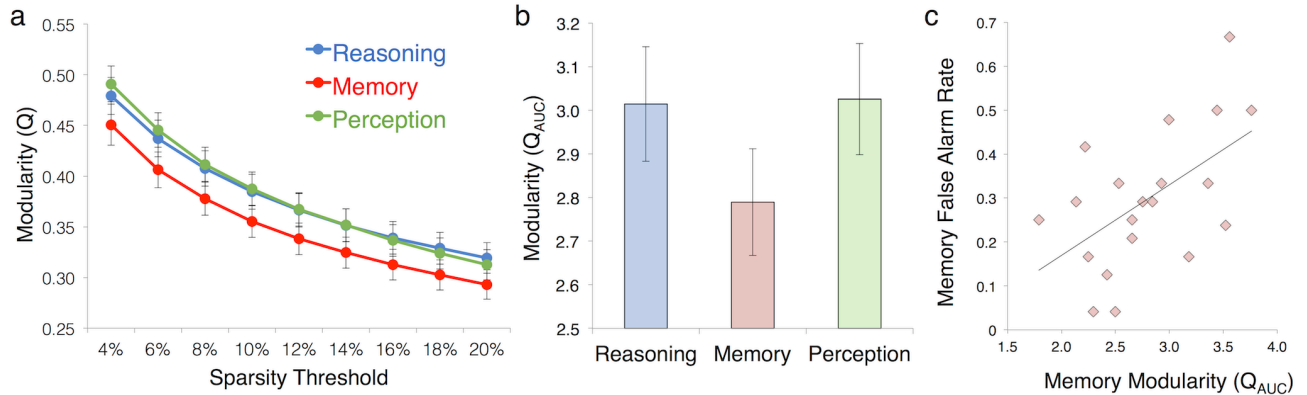 a
Modularity (Q)
0.55
0.50
0.45
0.40
0.35
0.30
0.25
Reasoning
Memory
Perception
4% 6% 8% 10% 12% 14% 16% 18% 20%
Sparsity Threshold
b
Modularity (QAUC)
3.2
3.1
3.0
2.9
2.8
2.7
2.6
2.5
Reasoning Memory Perception
c
Memory False Alarm Rate
0.7
0.6
0.5
0.4
0.3
0.2
0.1
0
1.5 2.0 2.5 3.0 3.5 4.0
Memory Modularity (QAUC)